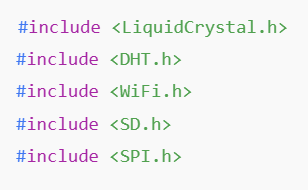 #include <LiquidCrystal.h>
#include <DHT.h>
#include <WiFi.h>
#include <SD.h>
#include <SPI.h>